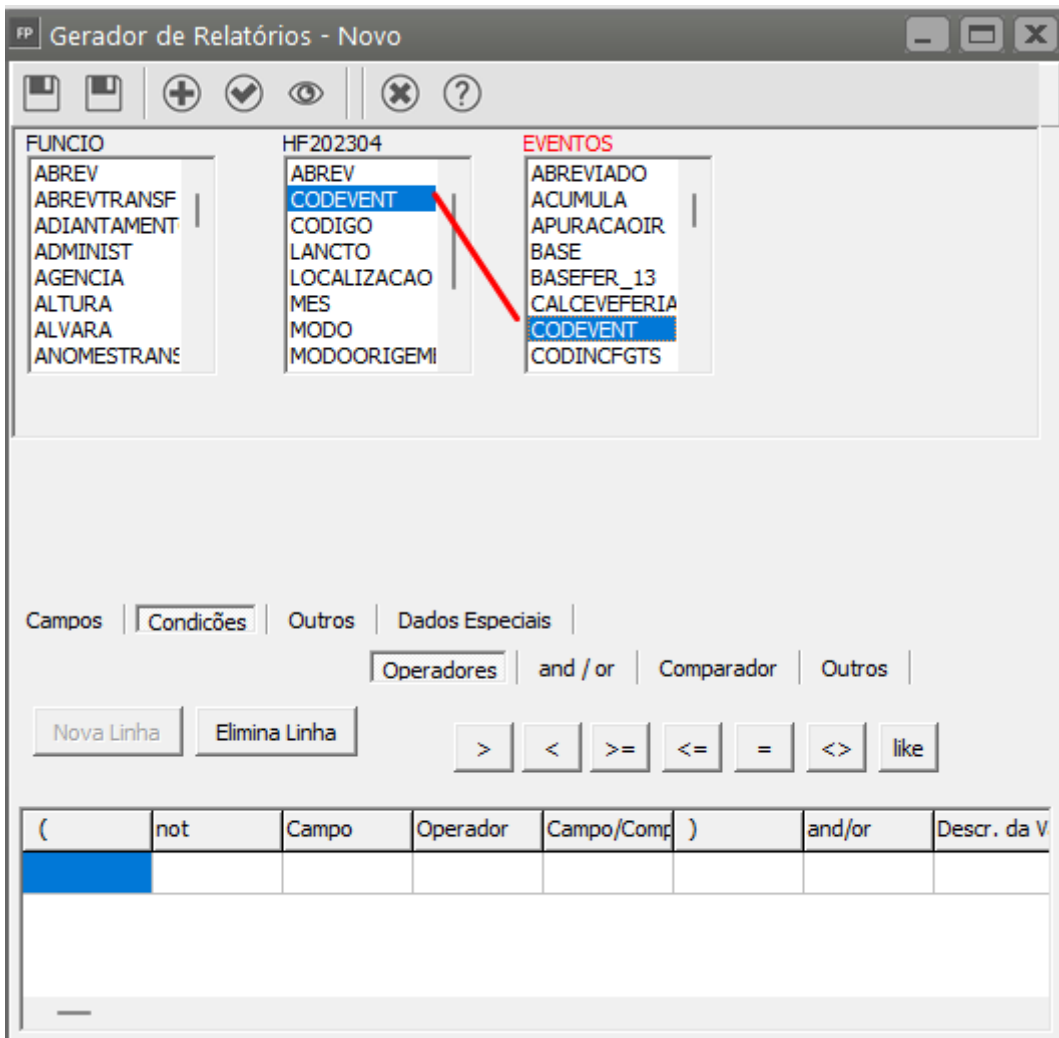 FP Gerador de Relatórios - Novo
FUNCIO HF202304 EVENTOS
ABREV
ABREVTRANSF
ADIANTAMENT
ADMINIST
AGENCIA
ALTURA
ALVARA
ANOMESTRANS
ABREV
CODEVENT
CODIGO
LANCTO
LOCALIZACAO
MES
MODO
MODOORIGEMI
ABREVIADO
ACUMULA
APURACAOIR
BASE
BASEFER_13
CALCEVEFERIA
CODEVENT
CODINCFGTS
Campos Condicões Outros Dados Especiais
Operadores and / or Comparador Outros
Nova Linha Elimina Linha > < >= <= = <> like
( not Campo Operador Campo/Comp ) and/or Descr. da V